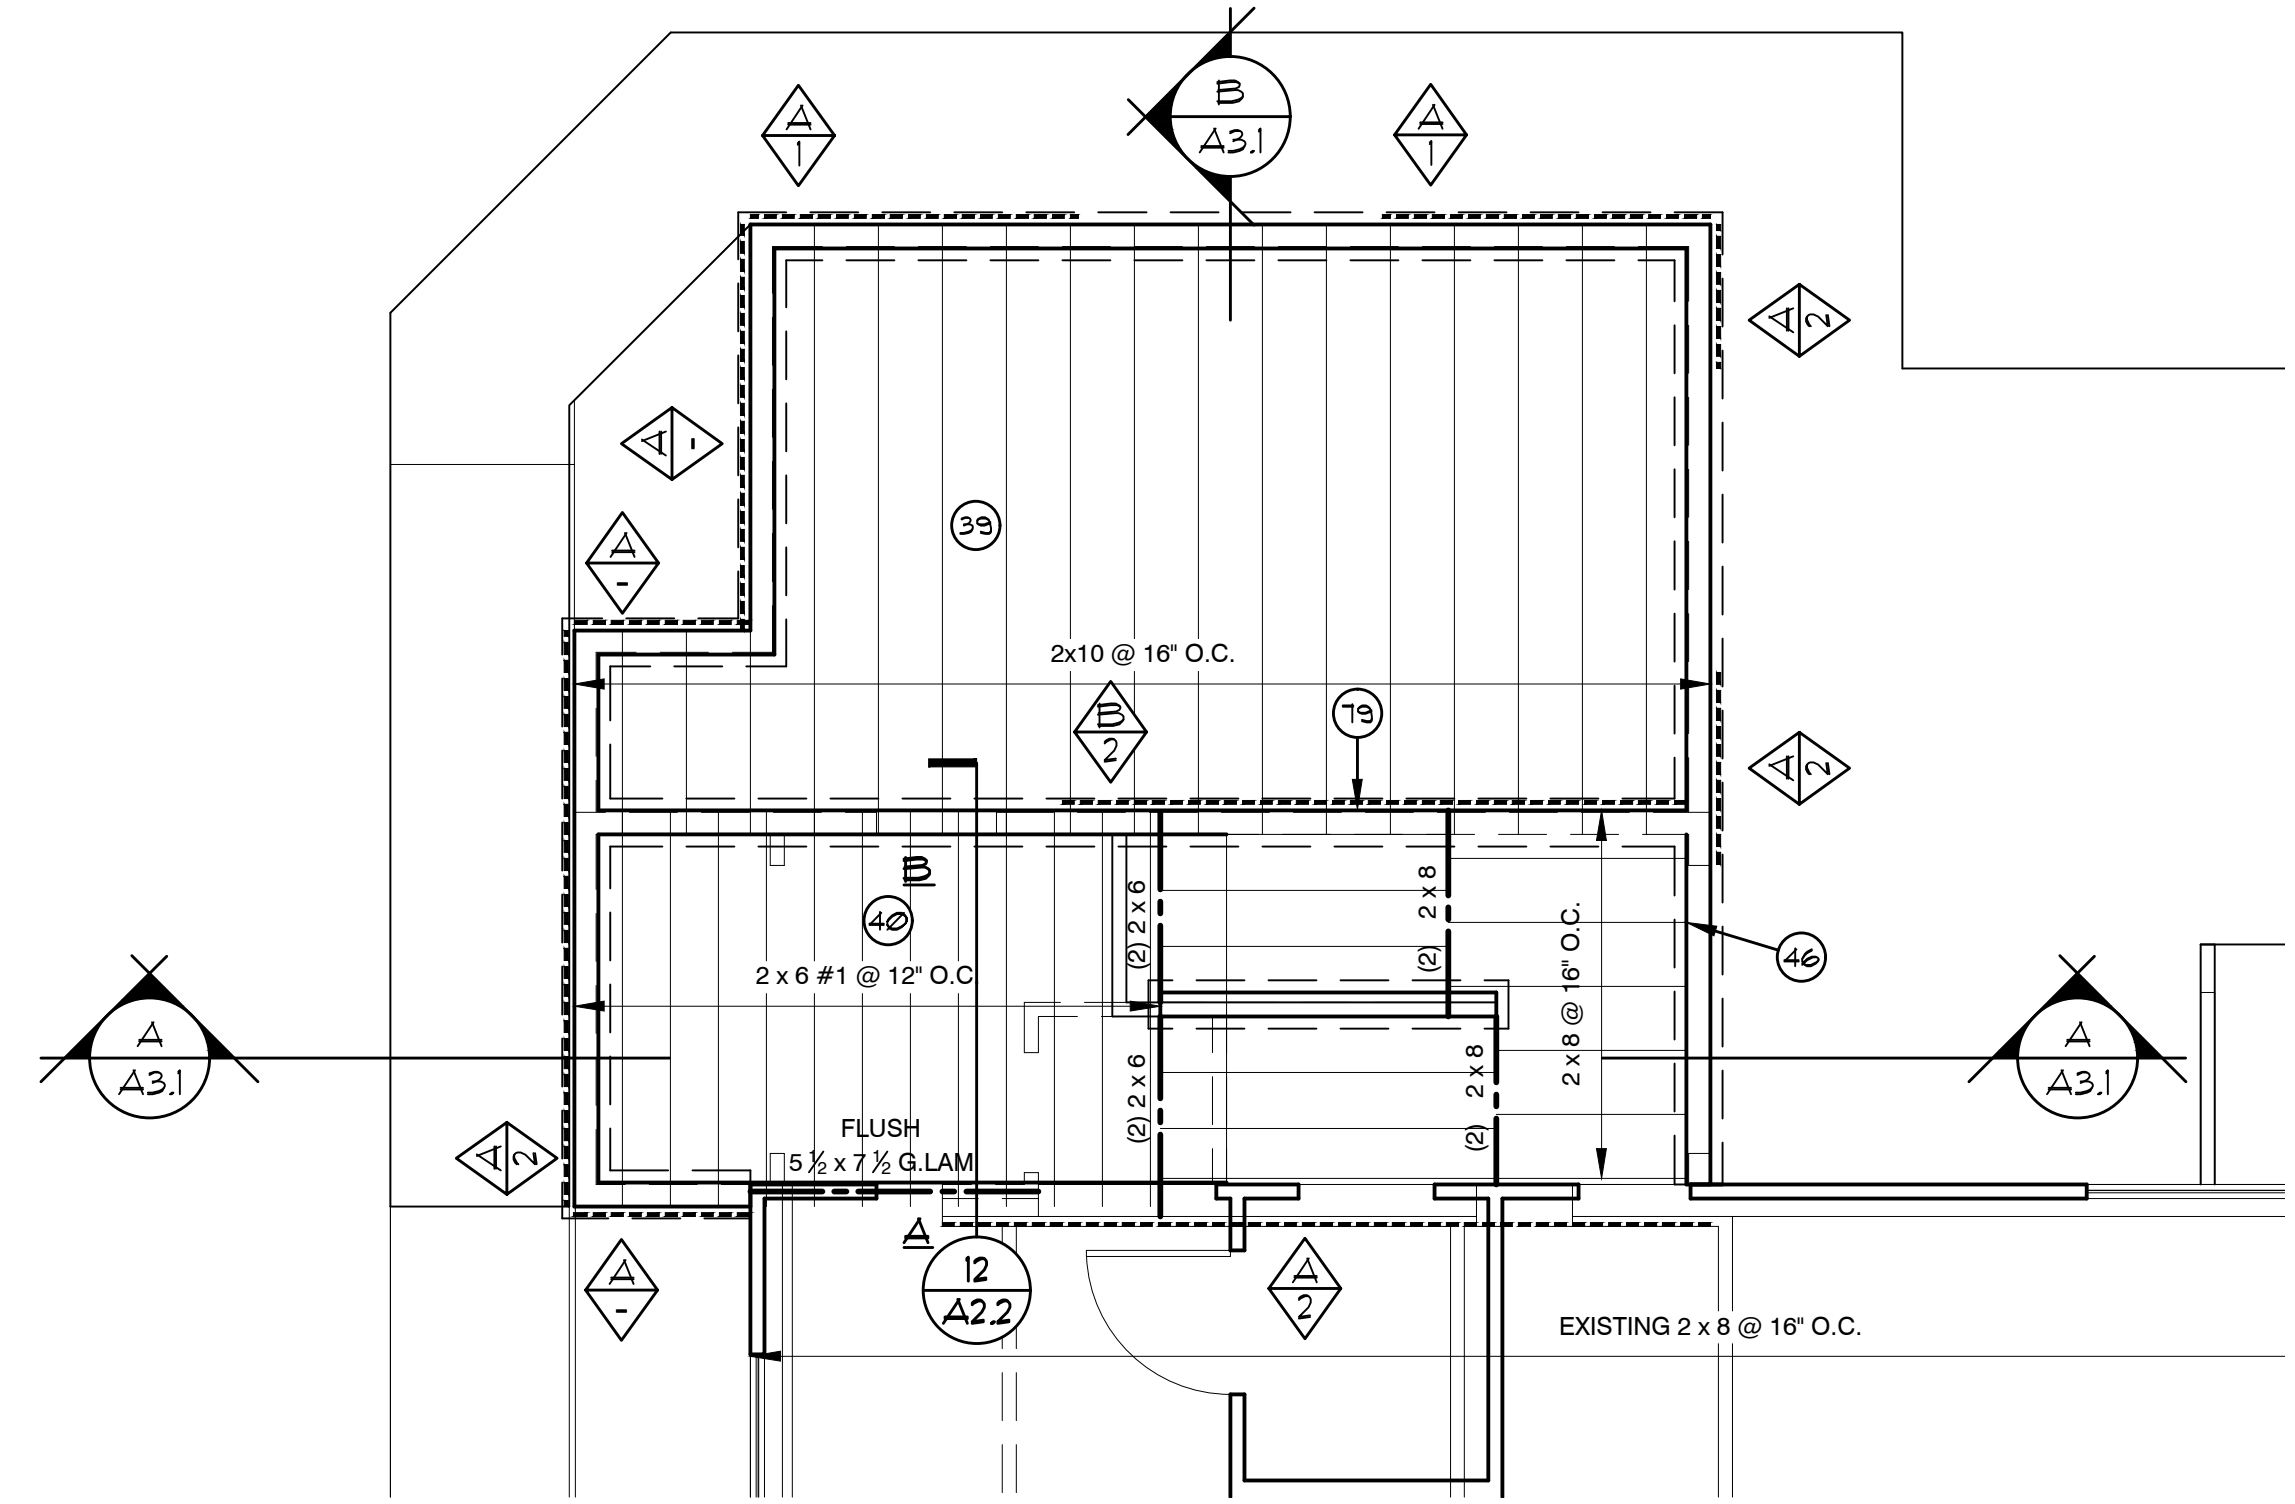 B
A3.1
A
1
A
1
A
2
A
-
A
-
39
2x10 @ 16" O.C.
B
2
79
A
2
B
40
2 x 6 #1 @ 12" O.C.
(2) 2 x 6
(2) 2 x 8
2 x 8 @ 16" O.C.
46
A
A3.1
A
A3.1
(2) 2 x 6
(2) 2 x 8
FLUSH
5 ½ x 7 ½ G.LAM
A
2
A
12
A2.2
A
-
A
2
EXISTING 2 x 8 @ 16" O.C.